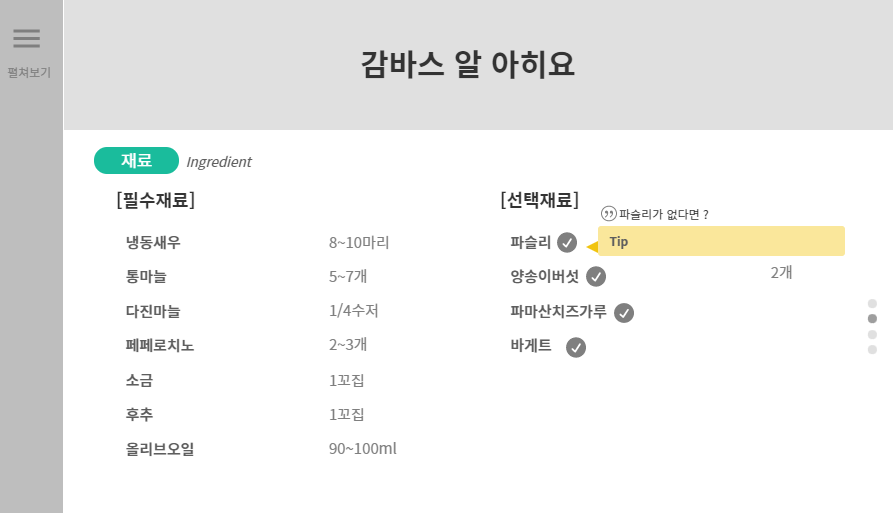 펼쳐보기
감바스 알 아히요
재료 Ingredient
[필수재료]
냉동새우 8~10마리
통마늘 5~7개
다진마늘 1/4수저
페페로치노 2~3개
소금 1꼬집
후추 1꼬집
올리브오일 90~100ml
[선택재료]
파슬리가 없다면 ?
파슬리
Tip
양송이버섯 2개
파마산치즈가루
바게트